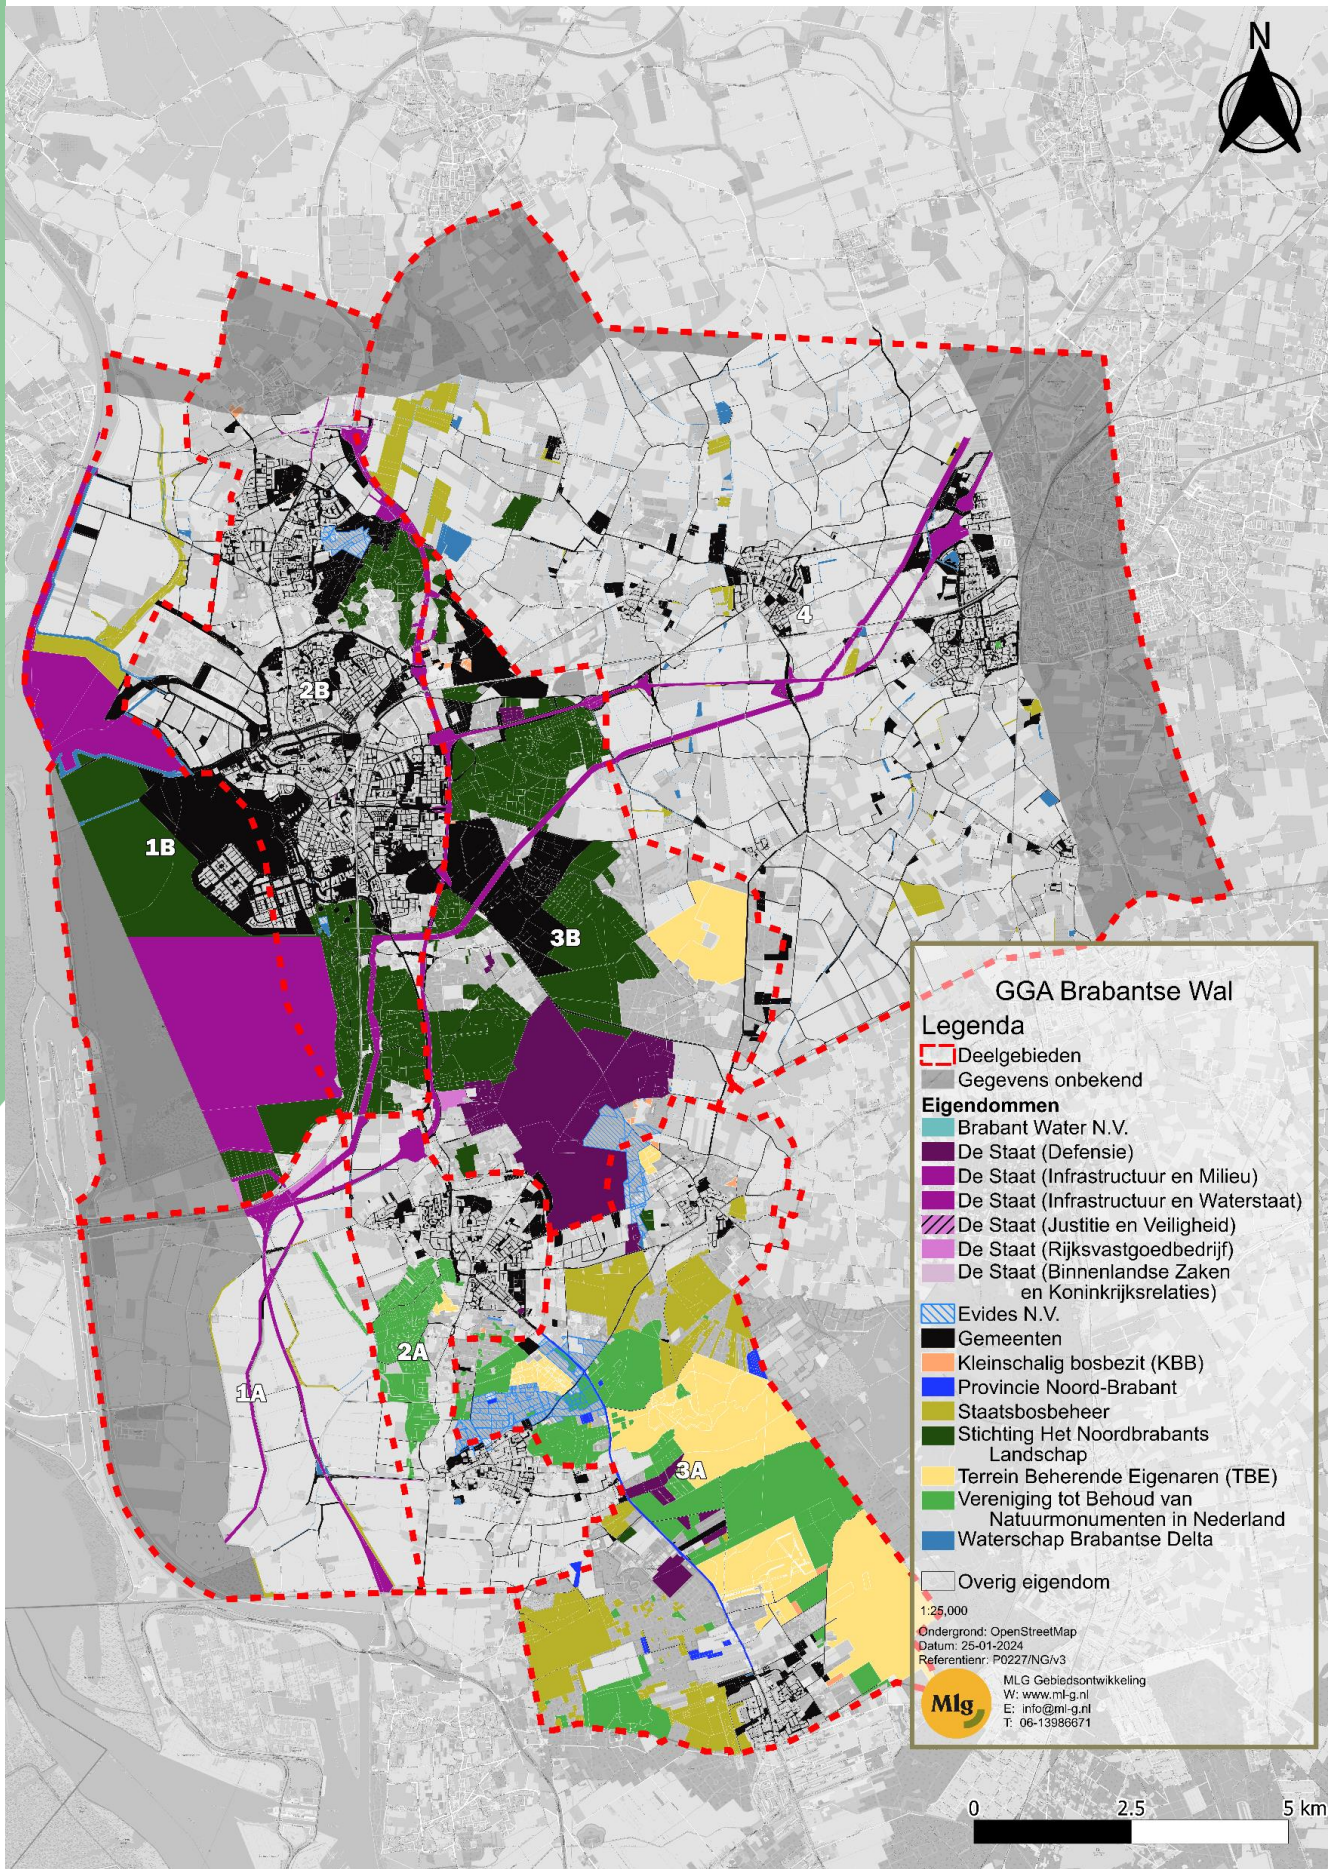 N
2B
4
1B
3B
2A
1A
3A
GGA Brabantse Wal
Legenda
Deelgebieden
Gegevens onbekend
Eigendommen
Brabant Water N.V.
De Staat (Defensie)
De Staat (Infrastructuur en Milieu)
De Staat (Infrastructuur en Waterstaat)
De Staat (Justitie en Veiligheid)
De Staat (Rijksvastgoedbedrijf)
De Staat (Binnenlandse Zaken
en Koninkrijksrelaties)
Evides N.V.
Gemeenten
Kleinschalig bosbezit (KBB)
Provincie Noord-Brabant
Staatsbosbeheer
Stichting Het Noordbrabants
Landschap
Terrein Beherende Eigenaren (TBE)
Vereniging tot Behoud van
Natuurmonumenten in Nederland
Waterschap Brabantse Delta
Overig eigendom
1:25,000
Ondergrond: OpenStreetMap
Datum: 25-01-2024
Referentienr: P0227/NG/v3
Mlg
MLG Gebiedsontwikkeling
W: www.ml-g.nl
E: info@ml-g.nl
T: 06-13986671
0 2.5 5 km